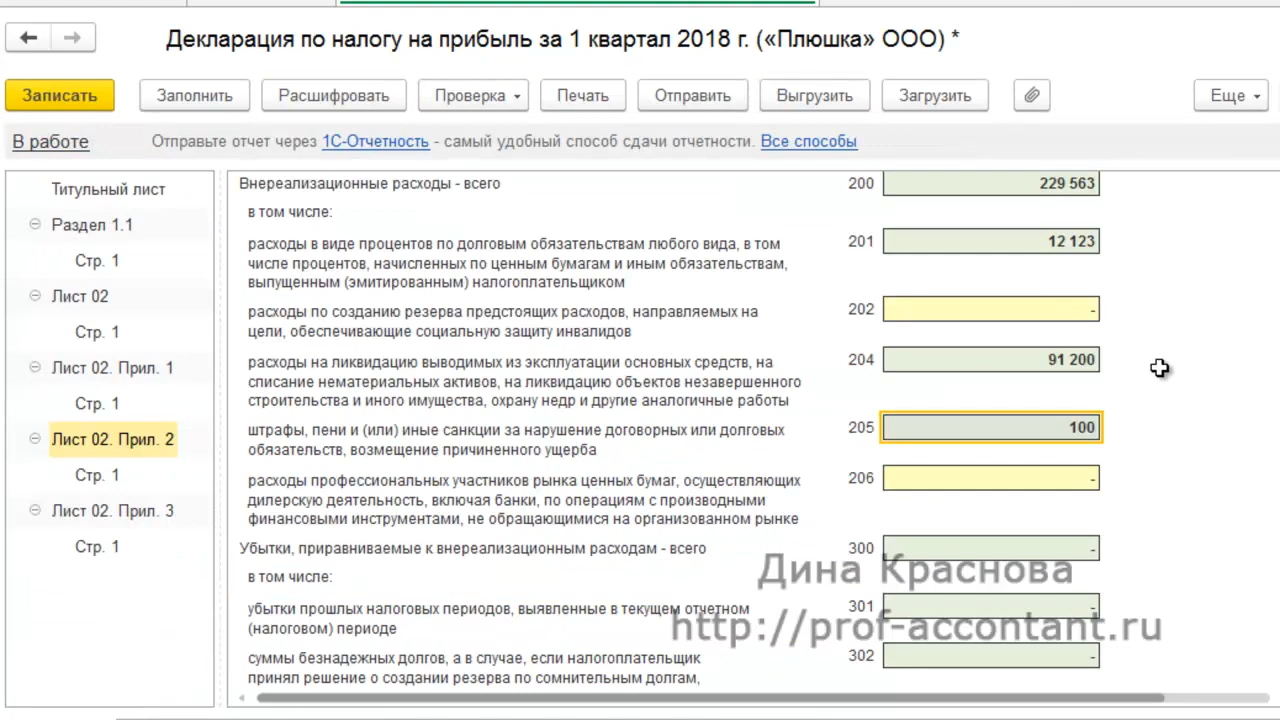 Декларация по налогу на прибыль за 1 квартал 2018 г. («Плюшка» ООО) *
Записать Заполнить Расшифровать Проверка Печать Отправить Выгрузить Загрузить Еще
В работе Отправьте отчет через 1С-Отчетность - самый удобный способ сдачи отчетности. Все способы
Титульный лист
Раздел 1.1
Стр. 1
Лист 02
Стр. 1
Лист 02. Прил. 1
Стр. 1
Лист 02. Прил. 2
Стр. 1
Лист 02. Прил. 3
Стр. 1
Внереализационные расходы - всего 200 229 563
в том числе:
расходы в виде процентов по долговым обязательствам любого вида, в том 201 12 123
числе процентов, начисленных по ценным бумагам и иным обязательствам,
выпущенным (эмитированным) налогоплательщиком
расходы по созданию резерва предстоящих расходов, направляемых на 202 -
цели, обеспечивающие социальную защиту инвалидов
расходы на ликвидацию выводимых из эксплуатации основных средств, на 204 91 200
списание нематериальных активов, на ликвидацию объектов незавершенного
строительства и иного имущества, охрану недр и другие аналогичные работы
штрафы, пени и (или) иные санкции за нарушение договорных или долговых 205 100
обязательств, возмещение причиненного ущерба
расходы профессиональных участников рынка ценных бумаг, осуществляющих 206 -
дилерскую деятельность, включая банки, по операциям с производными
финансовыми инструментами, не обращающимися на организованном рынке
Убытки, приравниваемые к внереализационным расходам - всего 300 -
в том числе:
убытки прошлых налоговых периодов, выявленные в текущем отчетном 301 -
(налоговом) периоде
суммы безнадежных долгов, а в случае, если налогоплательщик 302 -
принял решение о создании резерва по сомнительным долгам,
Дина Краснова
http://prof-accontant.ru